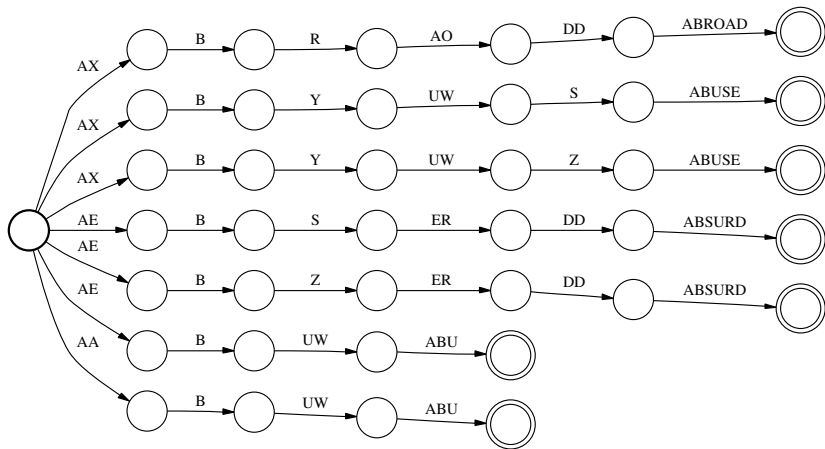 AX B R AO DD ABROAD
AX B Y UW S ABUSE
AX B Y UW Z ABUSE
AE B S ER DD ABSURD
AE B Z ER DD ABSURD
AE B UW ABU
AA B UW ABU